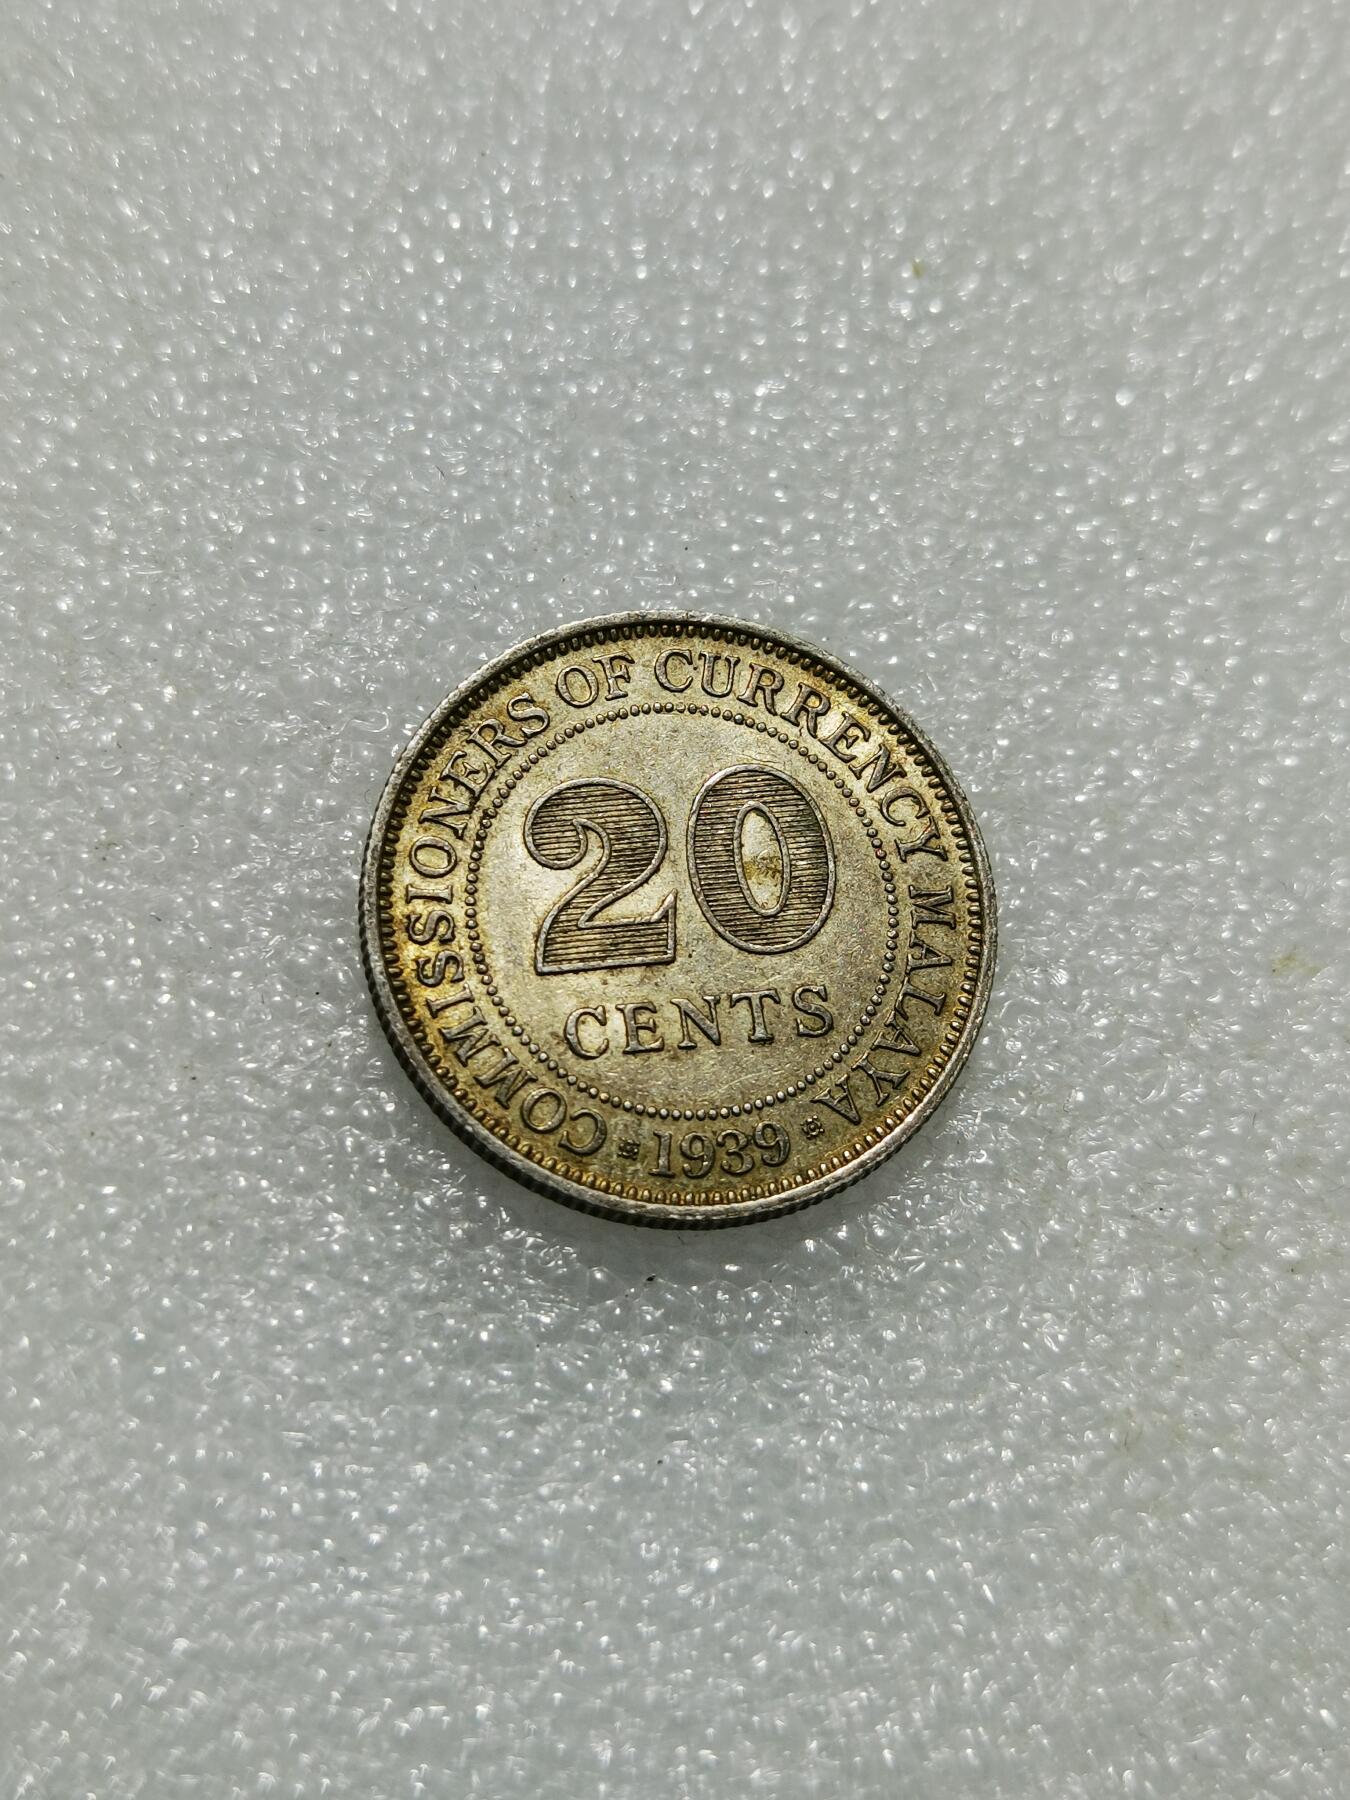 COMMISSIONERS OF CURRENCY MALAYA
20
CENTS
1939